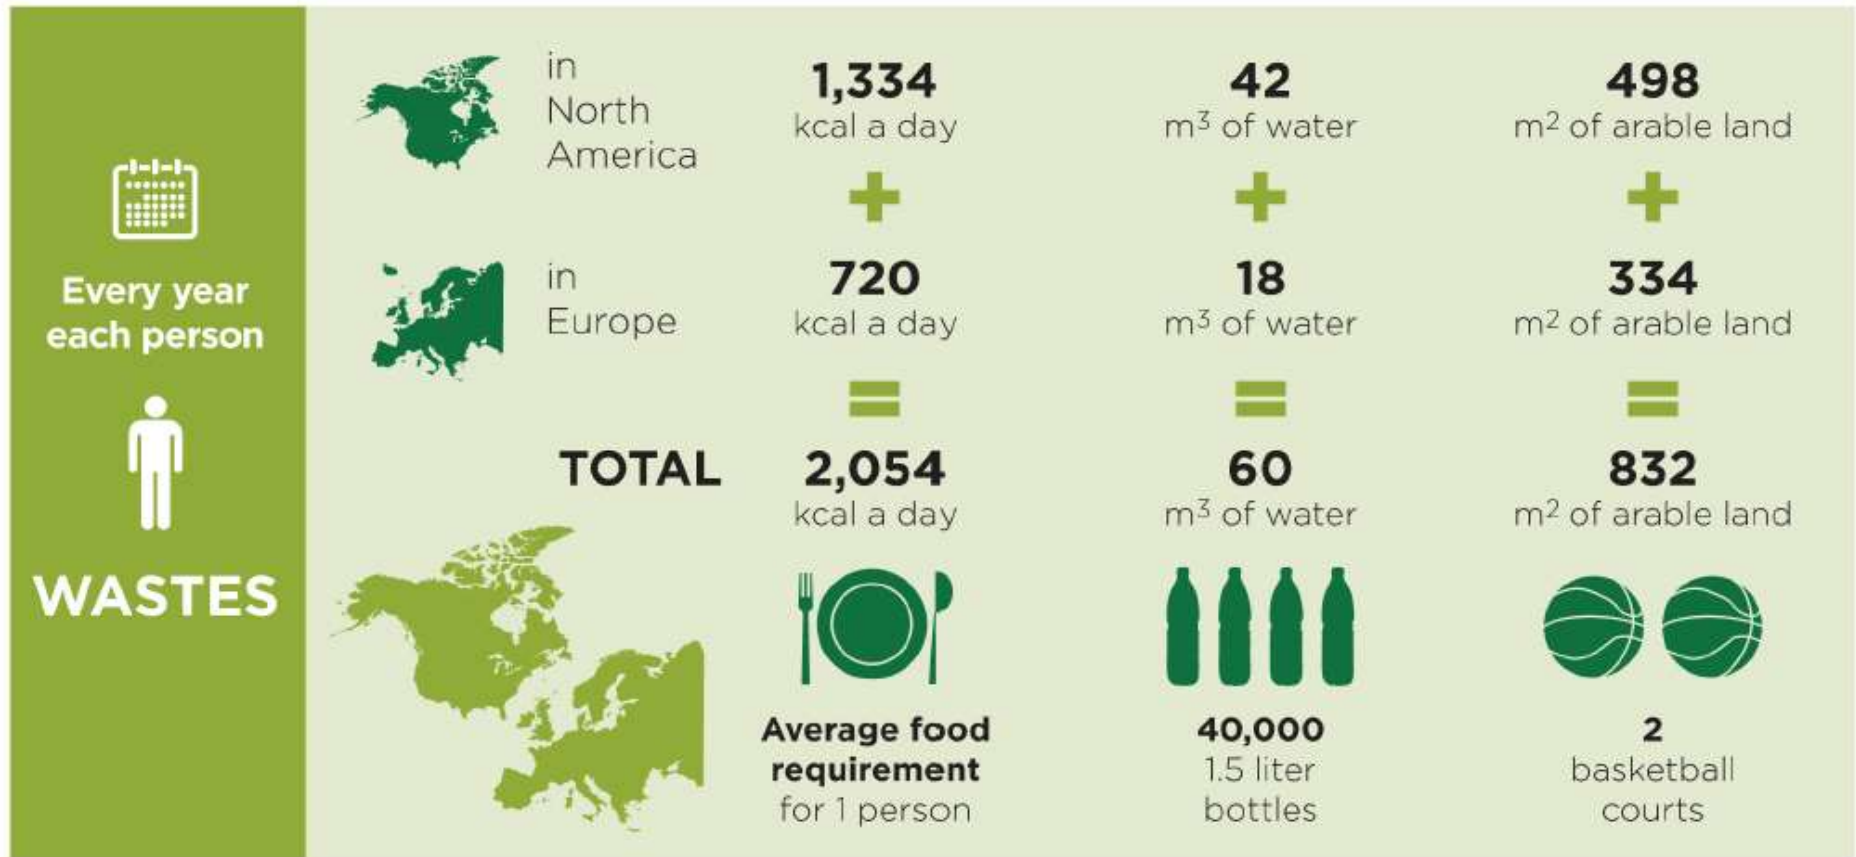 Every year
each person
WASTES
in
North
America
1,334
kcal a day
42
m³ of water
498
m² of arable land
+
+
+
in
Europe
720
kcal a day
18
m³ of water
334
m² of arable land
=
=
=
TOTAL
2,054
kcal a day
60
m³ of water
832
m² of arable land
Average food
requirement
for 1 person
40,000
1.5 liter
bottles
2
basketball
courts